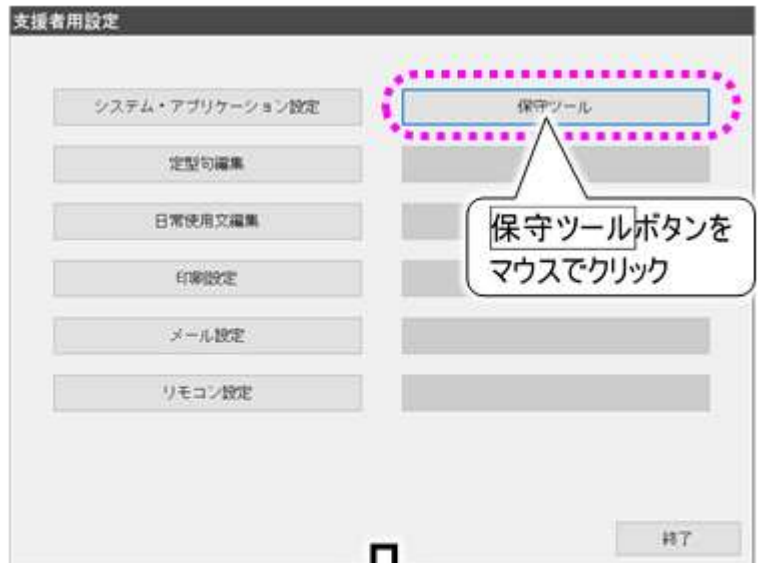 支援者用設定
システム・アプリケーション設定
保守ツール
定型句編集
日常使用文編集
保守ツールボタンを
マウスでクリック
印刷設定
メール設定
リモコン設定
終了